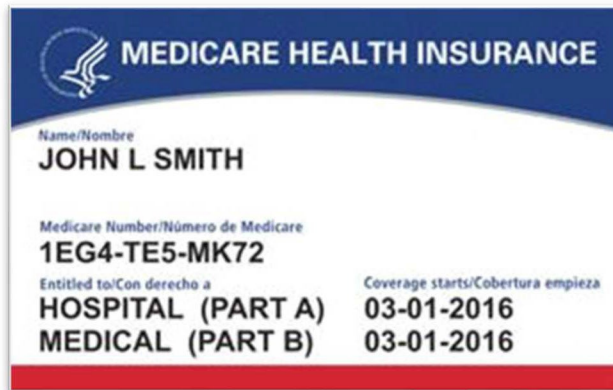 MEDICARE HEALTH INSURANCE
Name/Nombre
JOHN L SMITH
Medicare Number/Número de Medicare
1EG4-TE5-MK72
Entitled to/Con derecho a Coverage starts/Cobertura empieza
HOSPITAL (PART A) 03-01-2016
MEDICAL (PART B) 03-01-2016